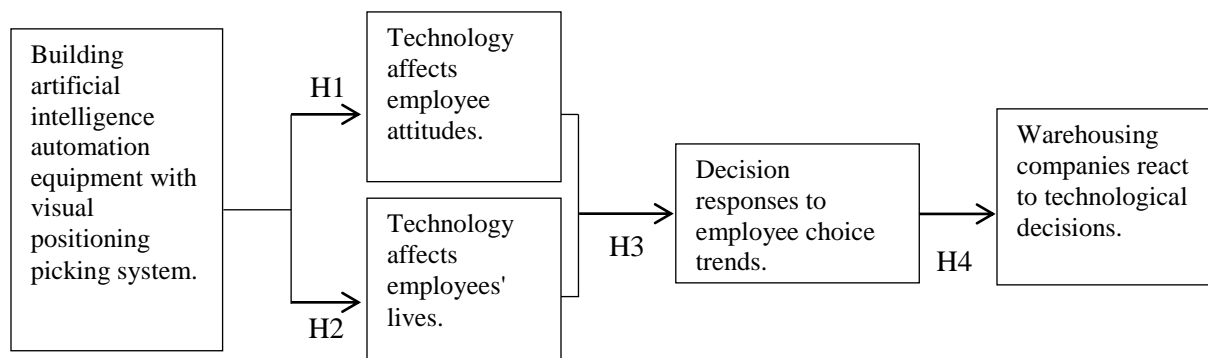 Building
artificial
intelligence
automation
equipment with
visual
positioning
picking system.
H1
H2
Technology
affects
employee
attitudes.
Technology
affects
employees'
lives.
H3
Decision
responses to
employee choice
trends.
H4
Warehousing
companies react
to technological
decisions.